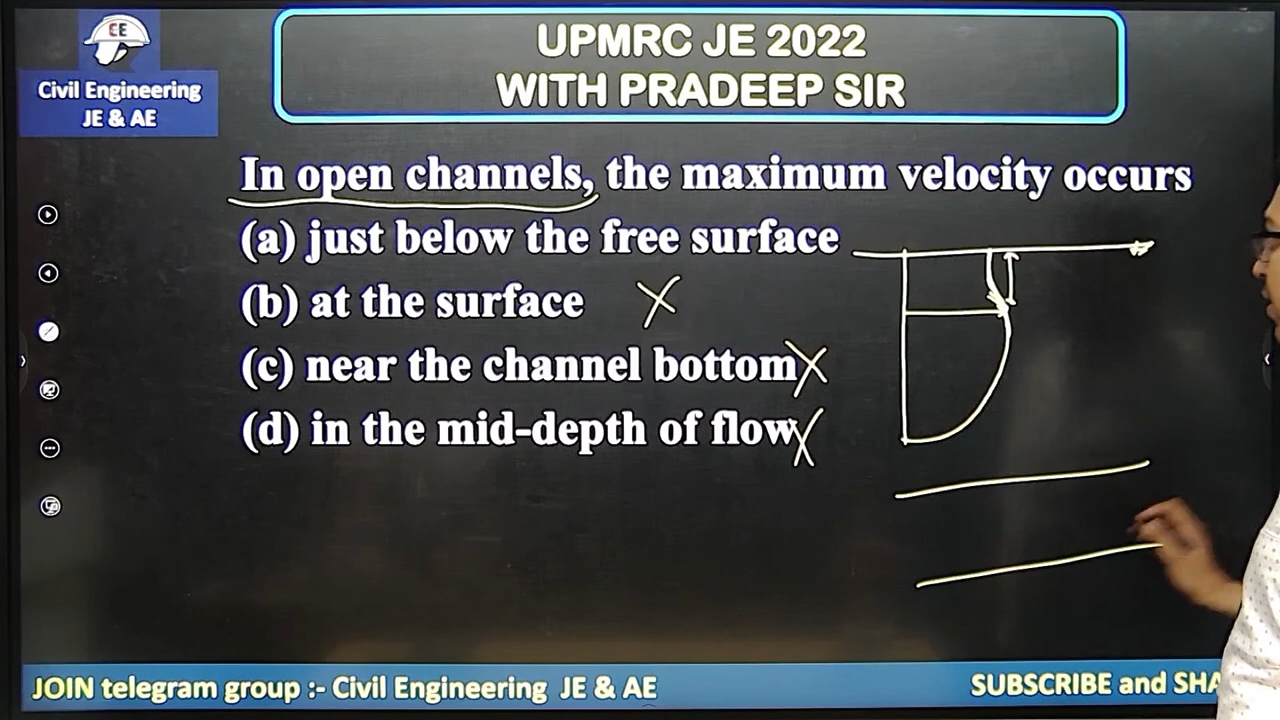 EE
Civil Engineering
JE & AE
UPMRC JE 2022
WITH PRADEEP SIR
In open channels, the maximum velocity occurs
(a) just below the free surface
(b) at the surface
(c) near the channel bottom
(d) in the mid-depth of flow
JOIN telegram group :- Civil Engineering JE & AE
SUBSCRIBE and SHA